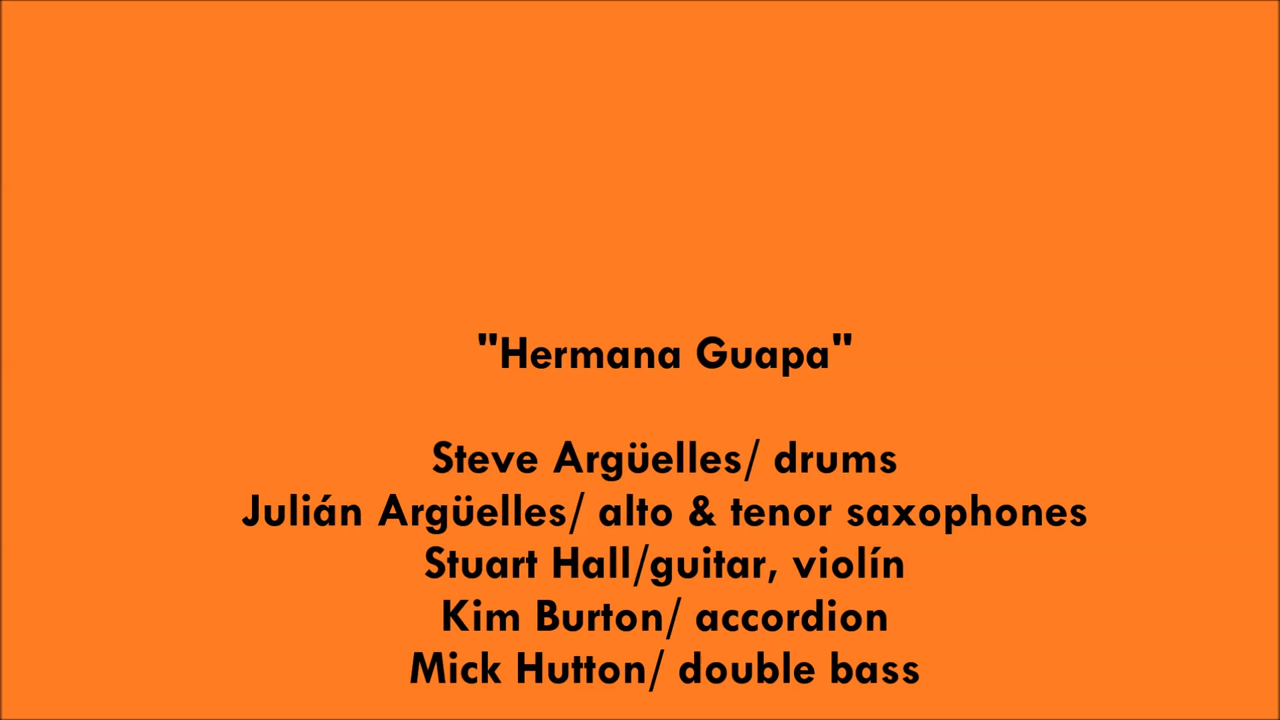 "Hermana Guapa"
Steve Argüelles/ drums
Julián Argüelles/ alto & tenor saxophones
Stuart Hall/guitar, violín
Kim Burton/ accordion
Mick Hutton/ double bass